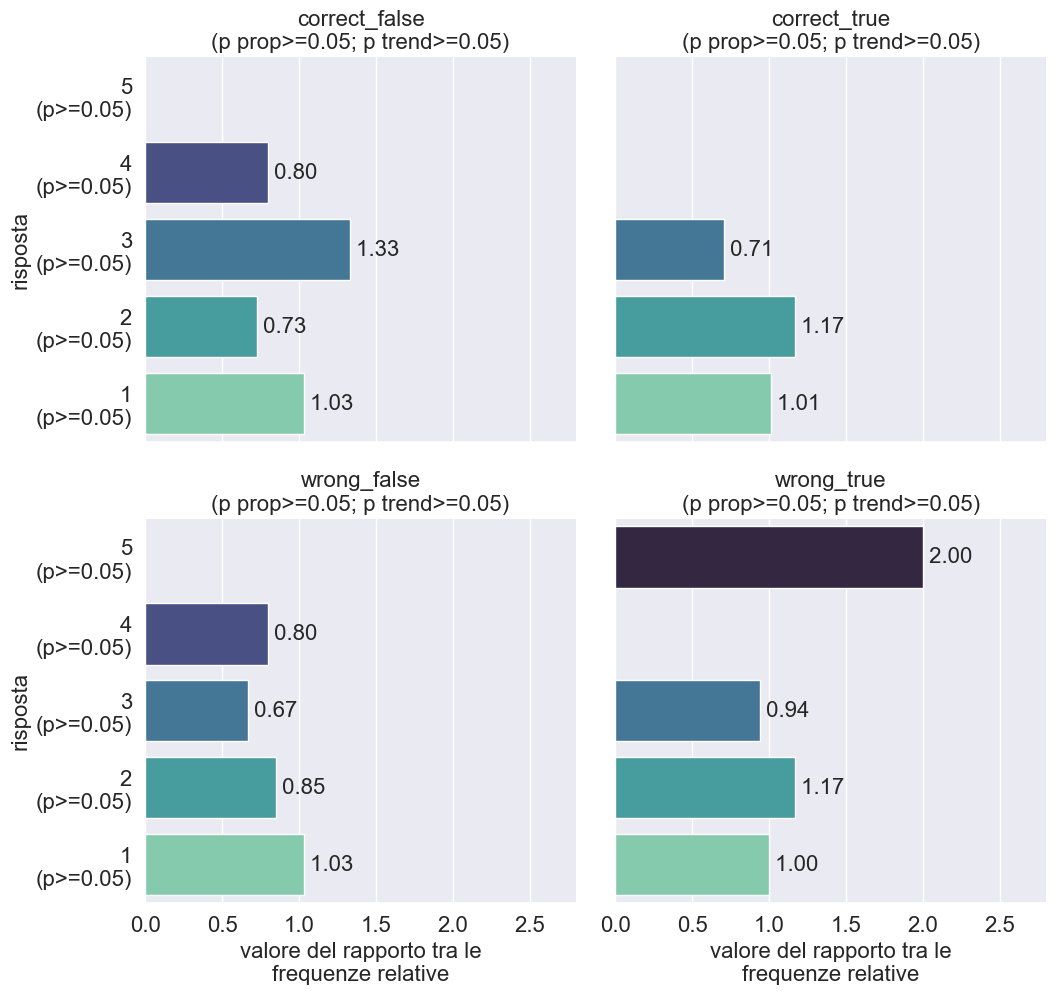 correct_false
(p prop>=0.05; p trend>=0.05)
correct_true
(p prop>=0.05; p trend>=0.05)
risposta
5
(p>=0.05)
4
(p>=0.05)
0.80
3
(p>=0.05)
1.33
0.71
2
(p>=0.05)
0.73
1.17
1
(p>=0.05)
1.03
1.01
wrong_false
(p prop>=0.05; p trend>=0.05)
wrong_true
(p prop>=0.05; p trend>=0.05)
risposta
5
(p>=0.05)
2.00
4
(p>=0.05)
0.80
3
(p>=0.05)
0.67
0.94
2
(p>=0.05)
0.85
1.17
1
(p>=0.05)
1.03
1.00
0.0 0.5 1.0 1.5 2.0 2.5
valore del rapporto tra le
frequenze relative
0.0 0.5 1.0 1.5 2.0 2.5
valore del rapporto tra le
frequenze relative